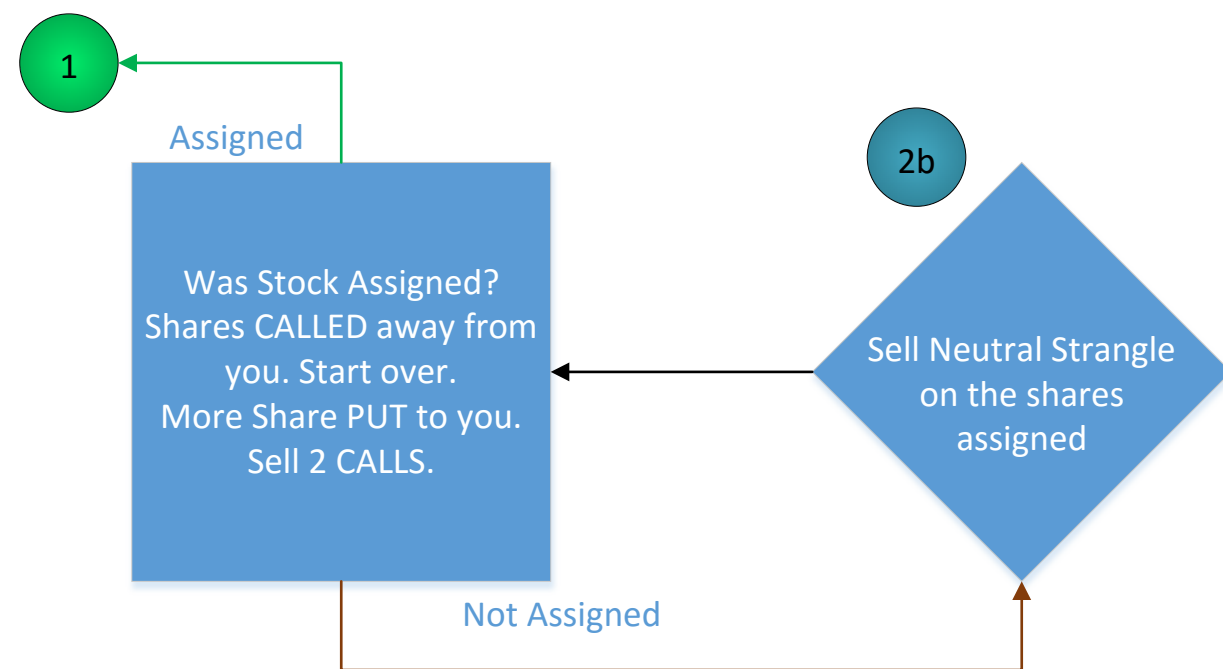 1
Assigned
2b
Was Stock Assigned?
Shares CALLED away from
you. Start over.
More Share PUT to you.
Sell 2 CALLS.
Sell Neutral Strangle
on the shares
assigned
Not Assigned